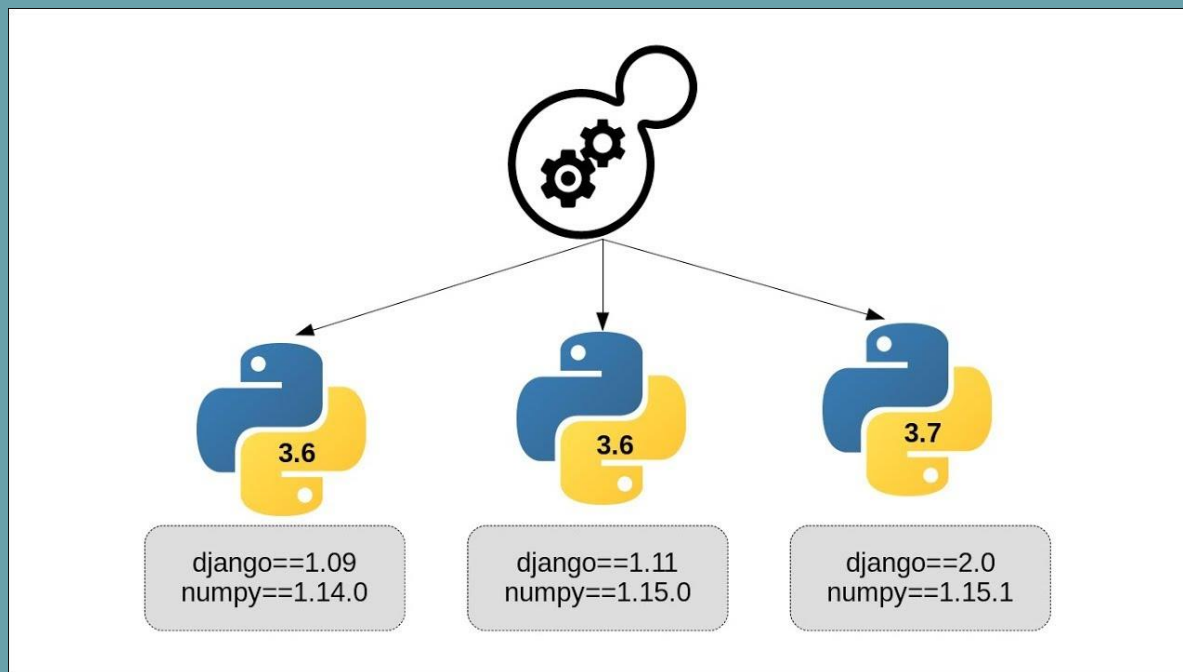 3.6
3.6
3.7
django==1.09
numpy==1.14.0
django==1.11
numpy==1.15.0
django==2.0
numpy==1.15.1